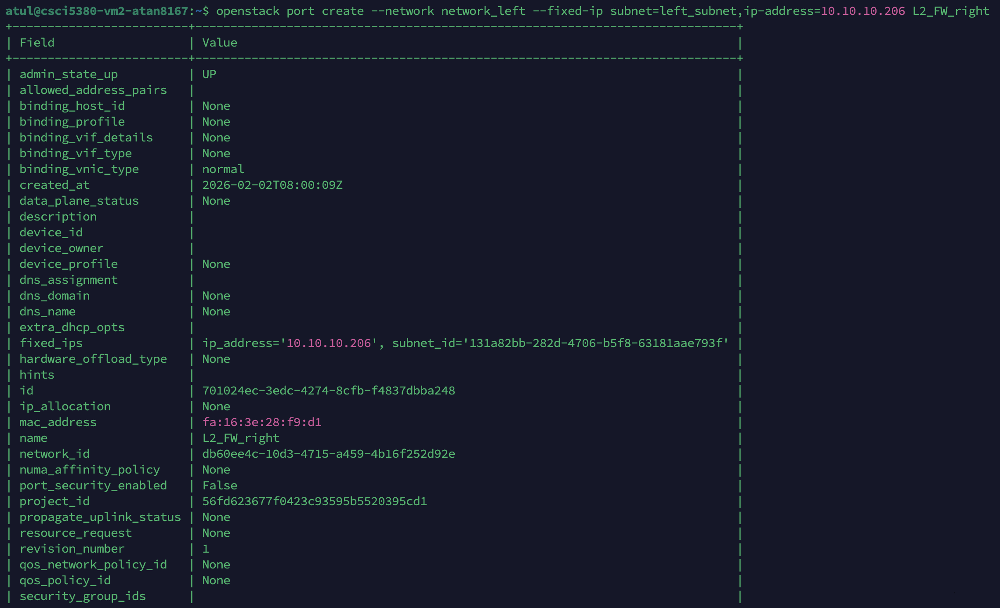 atul@csci5380-vm2-atan8167:~$ openstack port create --network network_left --fixed-ip subnet=left_subnet,ip-address=10.10.10.206 L2_FW_right
+-------------------------+-----------------------------------------------------------------------------+
| Field                   | Value                                                                       |
+-------------------------+-----------------------------------------------------------------------------+
| admin_state_up          | UP                                                                          |
| allowed_address_pairs   |                                                                             |
| binding_host_id         | None                                                                        |
| binding_profile         | None                                                                        |
| binding_vif_details     | None                                                                        |
| binding_vif_type        | None                                                                        |
| binding_vnic_type       | normal                                                                      |
| created_at              | 2026-02-02T08:00:09Z                                                        |
| data_plane_status       | None                                                                        |
| description             |                                                                             |
| device_id               |                                                                             |
| device_owner            |                                                                             |
| device_profile          | None                                                                        |
| dns_assignment          |                                                                             |
| dns_domain              | None                                                                        |
| dns_name                | None                                                                        |
| extra_dhcp_opts         |                                                                             |
| fixed_ips               | ip_address='10.10.10.206', subnet_id='131a82bb-282d-4706-b5f8-63181aae793f' |
| hardware_offload_type   | None                                                                        |
| hints                   |                                                                             |
| id                      | 701024ec-3edc-4274-8cfb-f4837dbba248                                        |
| ip_allocation           | None                                                                        |
| mac_address             | fa:16:3e:28:f9:d1                                                           |
| name                    | L2_FW_right                                                                 |
| network_id              | db60ee4c-10d3-4715-a459-4b16f252d92e                                        |
| numa_affinity_policy    | None                                                                        |
| port_security_enabled   | False                                                                       |
| project_id              | 56fd623677f0423c93595b5520395cd1                                            |
| propagate_uplink_status | None                                                                        |
| resource_request        | None                                                                        |
| revision_number         | 1                                                                           |
| qos_network_policy_id   | None                                                                        |
| qos_policy_id           | None                                                                        |
| security_group_ids      |                                                                             |